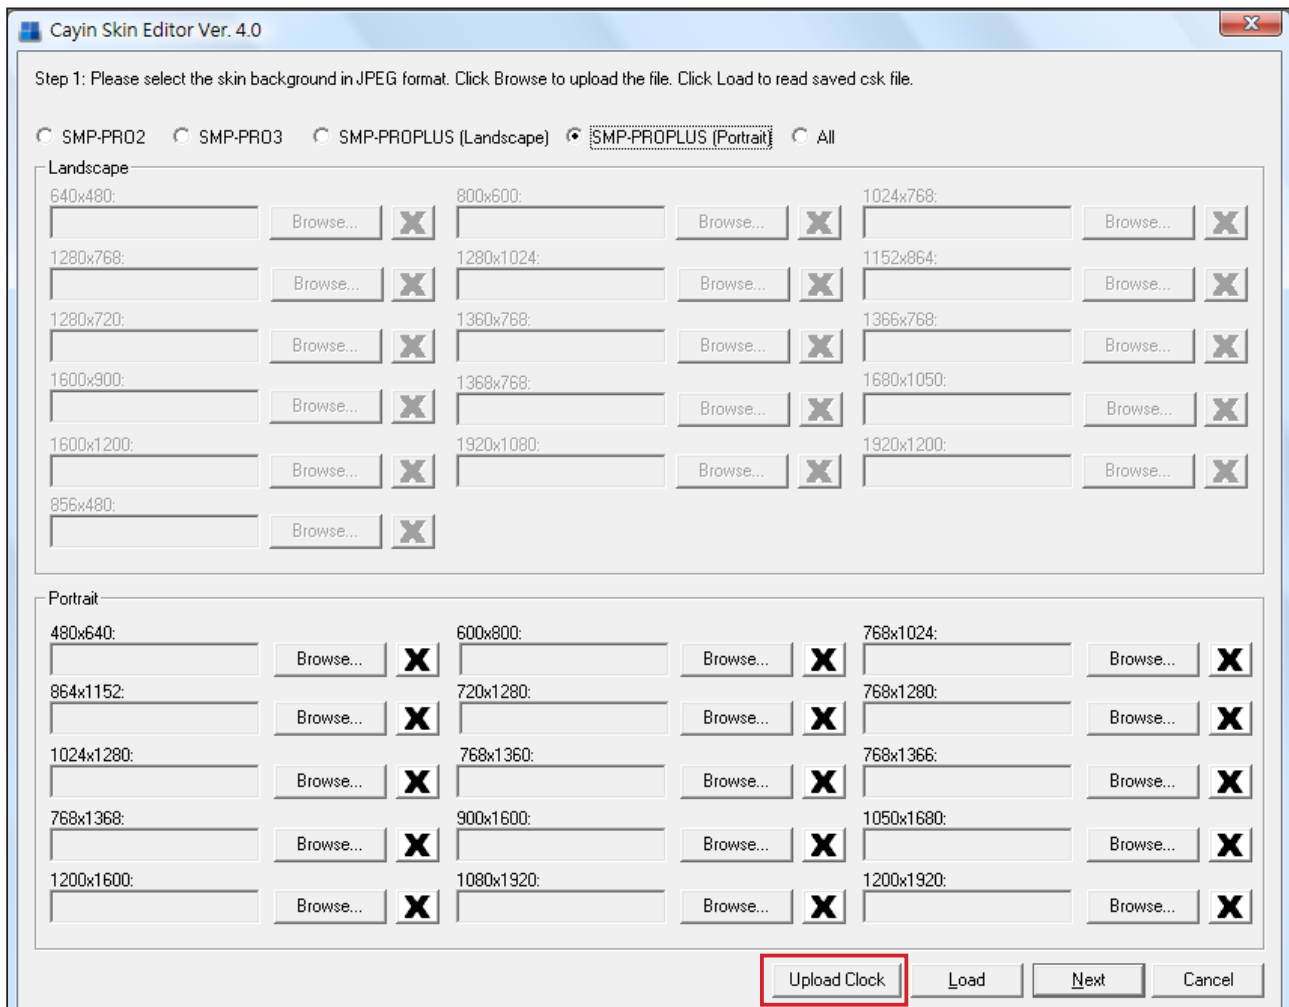 Cayin Skin Editor Ver. 4.0
X
Step 1: Please select the skin background in JPEG format. Click Browse to upload the file. Click Load to read saved csk file.
SMP-PRO2 SMP-PRO3 SMP-PROPLUS (Landscape) SMP-PROPLUS (Portrait) All
Landscape
640x480: 800x600: 1024x768:
Browse... X Browse... X Browse... X
1280x768: 1280x1024: 1152x864:
Browse... X Browse... X Browse... X
1280x720: 1360x768: 1366x768:
Browse... X Browse... X Browse... X
1600x900: 1368x768: 1680x1050:
Browse... X Browse... X Browse... X
1600x1200: 1920x1080: 1920x1200:
Browse... X Browse... X Browse... X
856x480:
Browse... X
Portrait
480x640: 600x800: 768x1024:
Browse... X Browse... X Browse... X
864x1152: 720x1280: 768x1280:
Browse... X Browse... X Browse... X
1024x1280: 768x1360: 768x1366:
Browse... X Browse... X Browse... X
768x1368: 900x1600: 1050x1680:
Browse... X Browse... X Browse... X
1200x1600: 1080x1920: 1200x1920:
Browse... X Browse... X Browse... X
Upload Clock Load Next Cancel